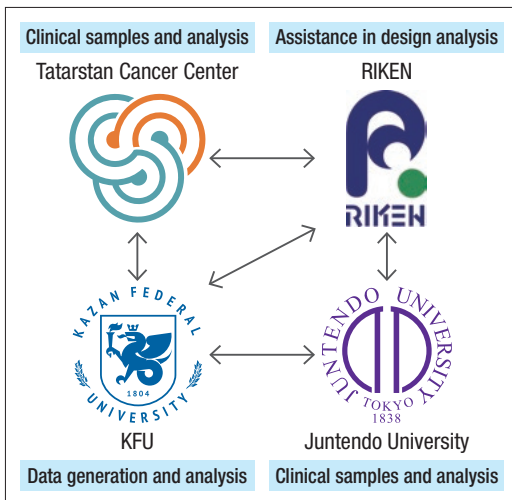 Clinical samples and analysis
Assistance in design analysis
Tatarstan Cancer Center
RIKEN
RIKEN
KAZAN FEDERAL
1804
UNIVERSITY
JUNTENDO UNIVERSITY
TOKYO
1838
KFU
Juntendo University
Data generation and analysis
Clinical samples and analysis